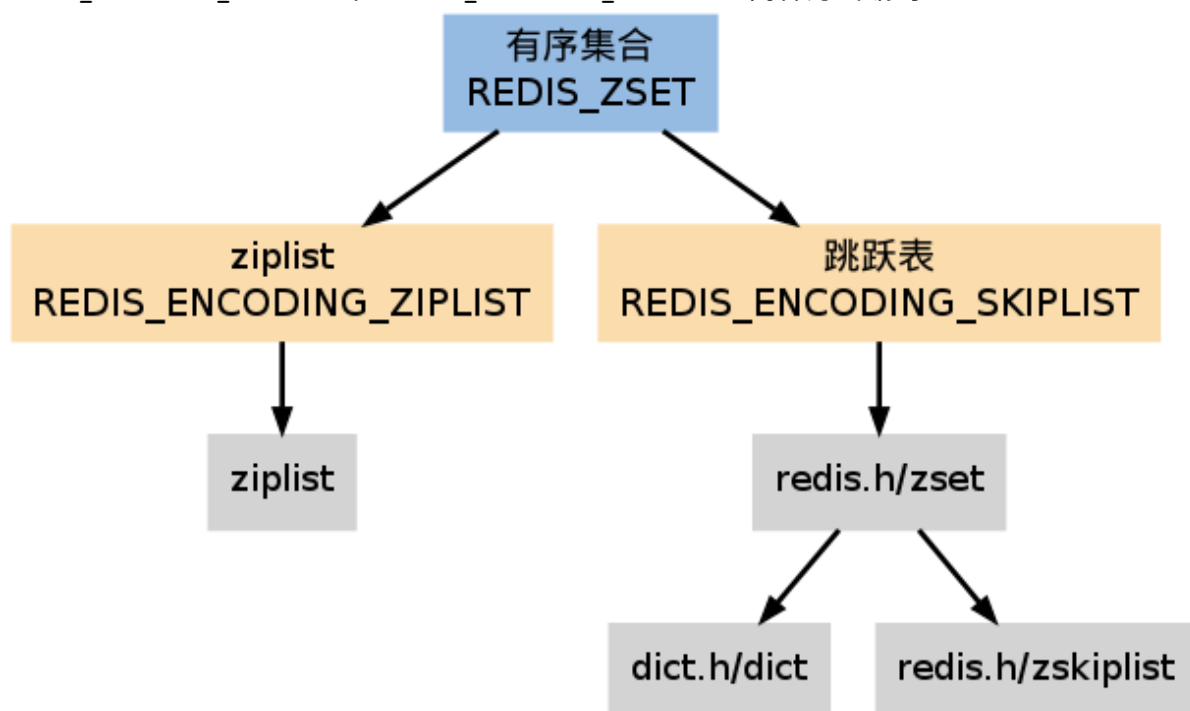 有序集合
REDIS_ZSET
ziplist
REDIS_ENCODING_ZIPLIST
跳跃表
REDIS_ENCODING_SKIPLIST
ziplist
redis.h/zset
dict.h/dict
redis.h/zskiplist